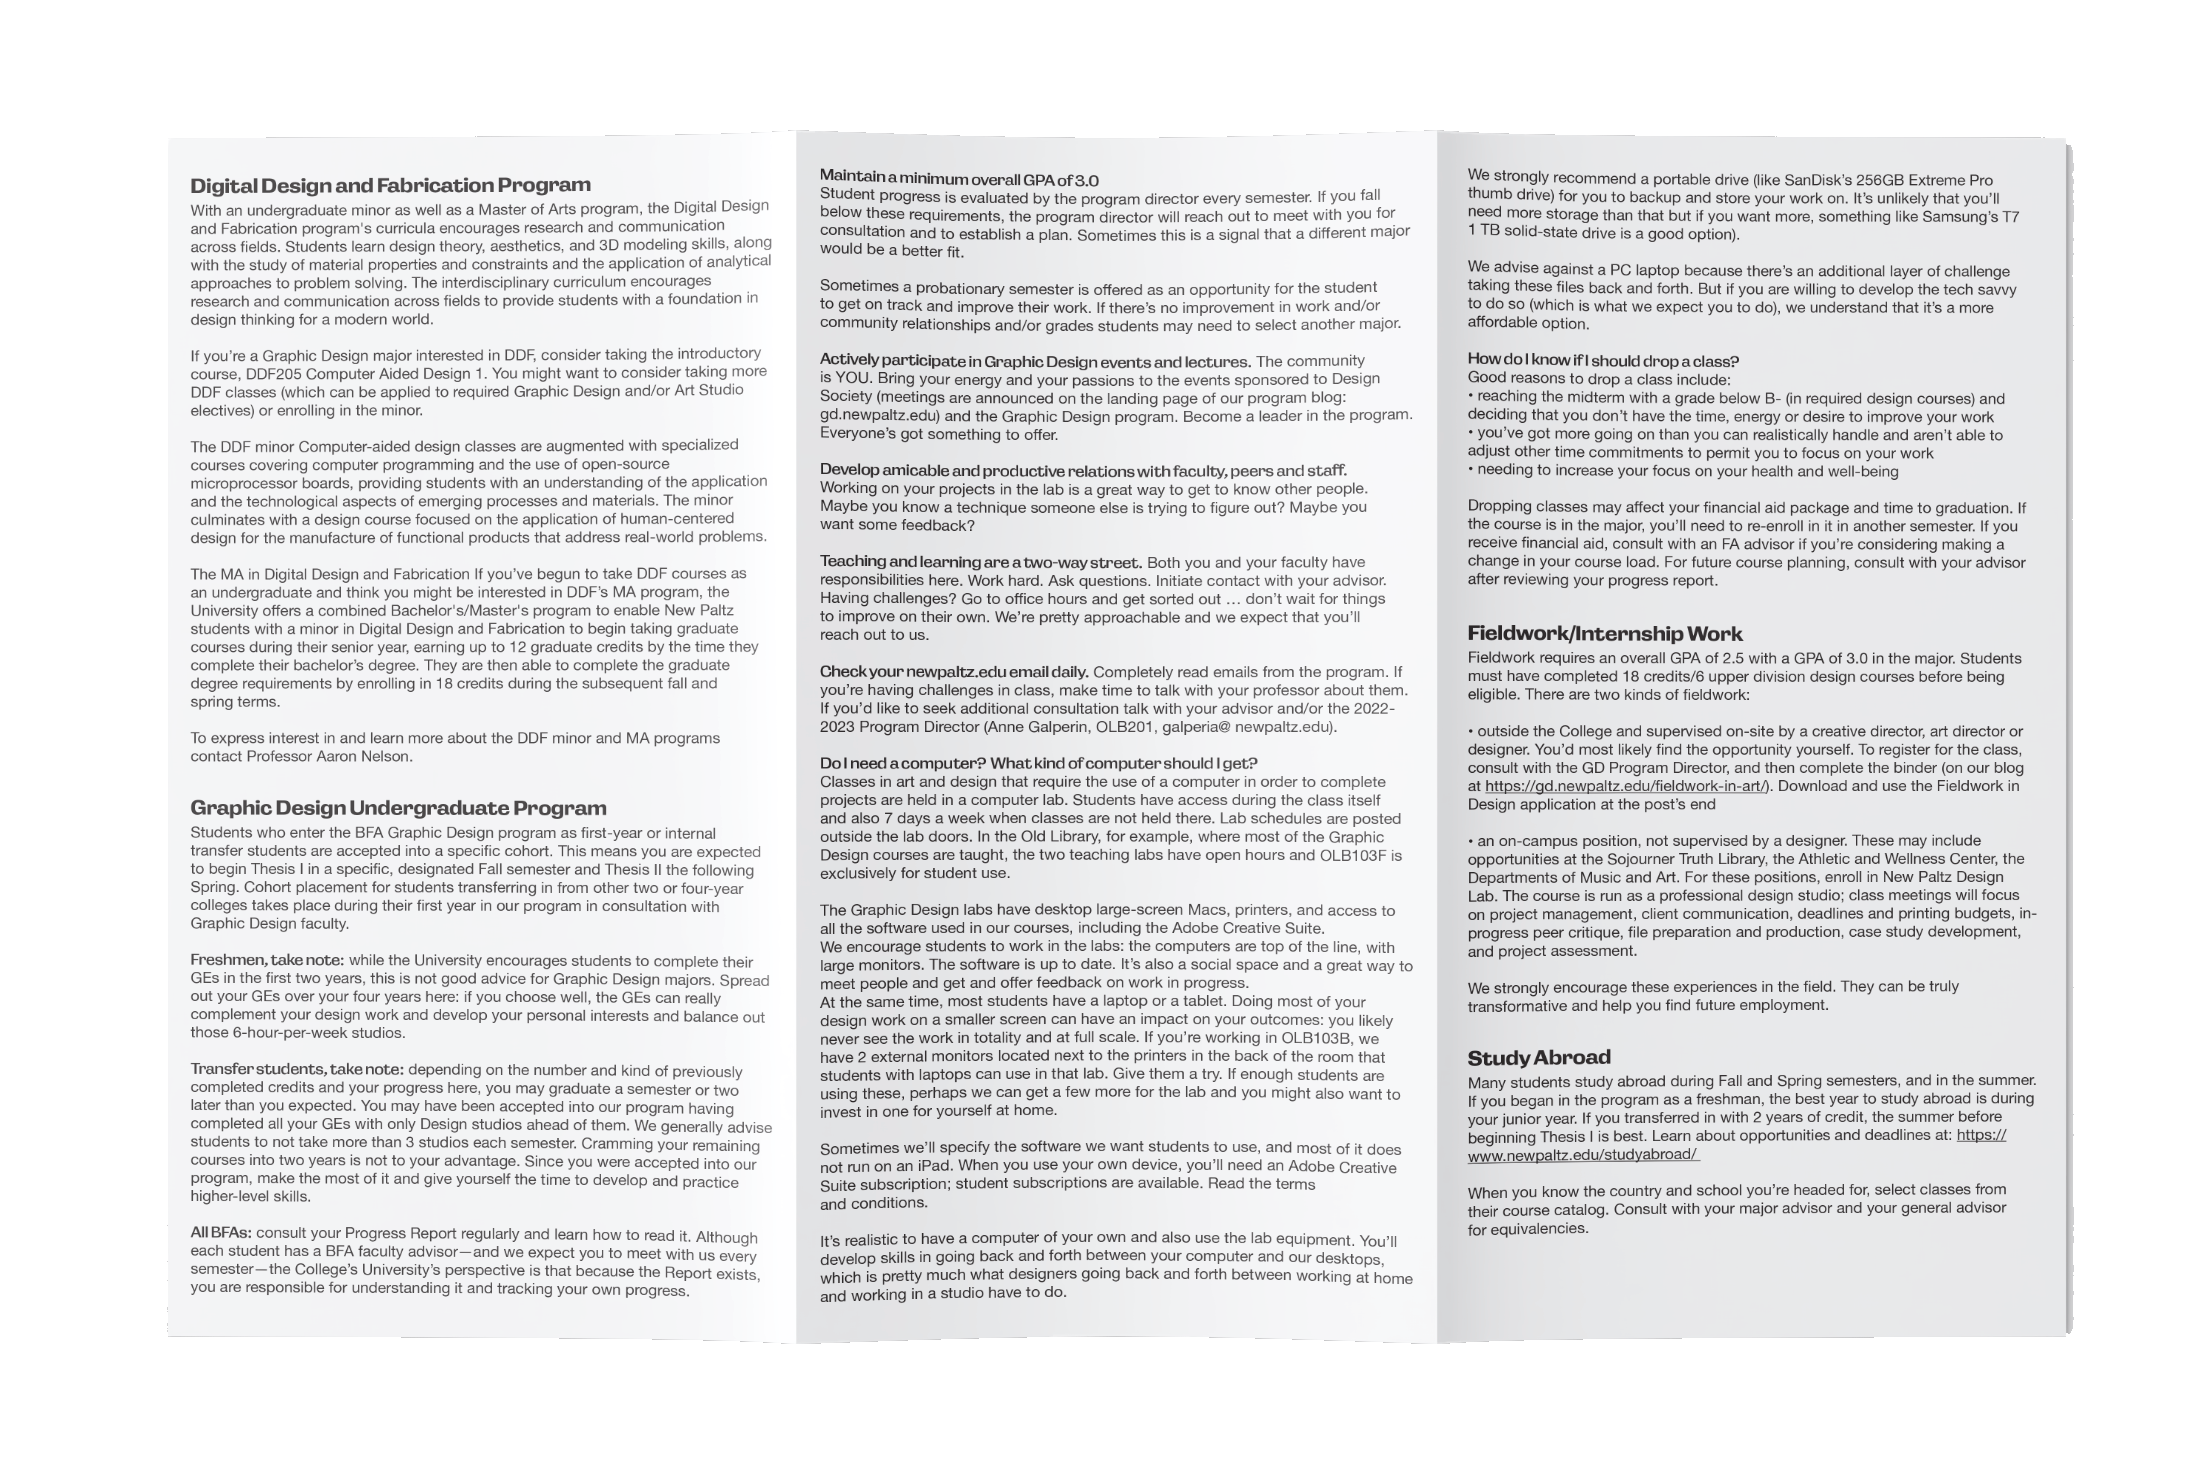 Digital Design and Fabrication Program
With an undergraduate minor as well as a Master of Arts program, the Digital Design
and Fabrication program's curricula encourages research and communication
across fields. Students learn design theory, aesthetics, and 3D modeling skills, along
with the study of material properties and constraints and the application of analytical
approaches to problem solving. The interdisciplinary curriculum encourages
research and communication across fields to provide students with a foundation in
design thinking for a modern world.
If you're a Graphic Design major interested in DDF, consider taking the introductory
course, DDF205 Computer Aided Design 1. You might want to consider taking more
DDF classes (which can be applied to required Graphic Design and/or Art Studio
electives) or enrolling in the minor.
The DDF minor Computer-aided design classes are augmented with specialized
courses covering computer programming and the use of open-source
microprocessor boards, providing students with an understanding of the application
and the technological aspects of emerging processes and materials. The minor
culminates with a design course focused on the application of human-centered
design for the manufacture of functional products that address real-world problems.
The MA in Digital Design and Fabrication If you've begun to take DDF courses as
an undergraduate and think you might be interested in DDF's MA program, the
University offers a combined Bachelor's/Master's program to enable New Paltz
students with a minor in Digital Design and Fabrication to begin taking graduate
courses during their senior year, earning up to 12 graduate credits by the time they
complete their bachelor's degree. They are then able to complete the graduate
degree requirements by enrolling in 18 credits during the subsequent fall and
spring terms.
To express interest in and learn more about the DDF minor and MA programs
contact Professor Aaron Nelson.
Graphic Design Undergraduate Program
Students who enter the BFA Graphic Design program as first-year or internal
transfer students are accepted into a specific cohort. This means you are expected
to begin Thesis I in a specific, designated Fall semester and Thesis II the following
Spring. Cohort placement for students transferring in from other two or four-year
colleges takes place during their first year in our program in consultation with
Graphic Design faculty.
Freshmen, take note: while the University encourages students to complete their
GEs in the first two years, this is not good advice for Graphic Design majors. Spread
out your GEs over your four years here: if you choose well, the GEs can really
complement your design work and develop your personal interests and balance out
those 6-hour-per-week studios.
Transfer students, take note: depending on the number and kind of previously
completed credits and your progress here, you may graduate a semester or two
later than you expected. You may have been accepted into our program having
completed all your GEs with only Design studios ahead of them. We generally advise
students to not take more than 3 studios each semester. Cramming your remaining
courses into two years is not to your advantage. Since you were accepted into our
program, make the most of it and give yourself the time to develop and practice
higher-level skills.
All BFAs: consult your Progress Report regularly and learn how to read it. Although
each student has a BFA faculty advisor—and we expect you to meet with us every
semester—the College's University's perspective is that because the Report exists,
you are responsible for understanding it and tracking your own progress.
Maintain a minimum overall GPA of 3.0
Student progress is evaluated by the program director every semester. If you fall
below these requirements, the program director will reach out to meet with you for
consultation and to establish a plan. Sometimes this is a signal that a different major
would be a better fit.
Sometimes a probationary semester is offered as an opportunity for the student
to get on track and improve their work. If there's no improvement in work and/or
community relationships and/or grades students may need to select another major.
Actively participate in Graphic Design events and lectures. The community
is YOU. Bring your energy and your passions to the events sponsored to Design
Society (meetings are announced on the landing page of our program blog:
gd.newpaltz.edu) and the Graphic Design program. Become a leader in the program.
Everyone's got something to offer.
Develop amicable and productive relations with faculty, peers and staff.
Working on your projects in the lab is a great way to get to know other people.
Maybe you know a technique someone else is trying to figure out? Maybe you
want some feedback?
Teaching and learning are a two-way street. Both you and your faculty have
responsibilities here. Work hard. Ask questions. Initiate contact with your advisor.
Having challenges? Go to office hours and get sorted out … don't wait for things
to improve on their own. We're pretty approachable and we expect that you'll
reach out to us.
Check your newpaltz.edu email daily. Completely read emails from the program. If
you're having challenges in class, make time to talk with your professor about them.
If you'd like to seek additional consultation talk with your advisor and/or the 2022-
2023 Program Director (Anne Galperin, OLB201, galperia@ newpaltz.edu).
Do I need a computer? What kind of computer should I get?
Classes in art and design that require the use of a computer in order to complete
projects are held in a computer lab. Students have access during the class itself
and also 7 days a week when classes are not held there. Lab schedules are posted
outside the lab doors. In the Old Library, for example, where most of the Graphic
Design courses are taught, the two teaching labs have open hours and OLB103F is
exclusively for student use.
The Graphic Design labs have desktop large-screen Macs, printers, and access to
all the software used in our courses, including the Adobe Creative Suite.
We encourage students to work in the labs: the computers are top of the line, with
large monitors. The software is up to date. It's also a social space and a great way to
meet people and get and offer feedback on work in progress.
At the same time, most students have a laptop or a tablet. Doing most of your
design work on a smaller screen can have an impact on your outcomes: you likely
never see the work in totality and at full scale. If you're working in OLB103B, we
have 2 external monitors located next to the printers in the back of the room that
students with laptops can use in that lab. Give them a try. If enough students are
using these, perhaps we can get a few more for the lab and you might also want to
invest in one for yourself at home.
Sometimes we'll specify the software we want students to use, and most of it does
not run on an iPad. When you use your own device, you'll need an Adobe Creative
Suite subscription; student subscriptions are available. Read the terms
and conditions.
It's realistic to have a computer of your own and also use the lab equipment. You'll
develop skills in going back and forth between your computer and our desktops,
which is pretty much what designers going back and forth between working at home
and working in a studio have to do.
We strongly recommend a portable drive (like SanDisk's 256GB Extreme Pro
thumb drive) for you to backup and store your work on. It's unlikely that you'll
need more storage than that but if you want more, something like Samsung's T7
1 TB solid-state drive is a good option).
We advise against a PC laptop because there's an additional layer of challenge
taking these files back and forth. But if you are willing to develop the tech savvy
to do so (which is what we expect you to do), we understand that it's a more
affordable option.
How do I know if I should drop a class?
Good reasons to drop a class include:
• reaching the midterm with a grade below B- (in required design courses) and
deciding that you don't have the time, energy or desire to improve your work
• you've got more going on than you can realistically handle and aren't able to
adjust other time commitments to permit you to focus on your work
• needing to increase your focus on your health and well-being
Dropping classes may affect your financial aid package and time to graduation. If
the course is in the major, you'll need to re-enroll in it in another semester. If you
receive financial aid, consult with an FA advisor if you're considering making a
change in your course load. For future course planning, consult with your advisor
after reviewing your progress report.
Fieldwork/Internship Work
Fieldwork requires an overall GPA of 2.5 with a GPA of 3.0 in the major. Students
must have completed 18 credits/6 upper division design courses before being
eligible. There are two kinds of fieldwork:
• outside the College and supervised on-site by a creative director, art director or
designer. You'd most likely find the opportunity yourself. To register for the class,
consult with the GD Program Director, and then complete the binder (on our blog
at https://gd.newpaltz.edu/fieldwork-in-art/). Download and use the Fieldwork in
Design application at the post's end
• an on-campus position, not supervised by a designer. These may include
opportunities at the Sojourner Truth Library, the Athletic and Wellness Center, the
Departments of Music and Art. For these positions, enroll in New Paltz Design
Lab. The course is run as a professional design studio; class meetings will focus
on project management, client communication, deadlines and printing budgets, in-
progress peer critique, file preparation and production, case study development,
and project assessment.
We strongly encourage these experiences in the field. They can be truly
transformative and help you find future employment.
Study Abroad
Many students study abroad during Fall and Spring semesters, and in the summer.
If you began in the program as a freshman, the best year to study abroad is during
your junior year. If you transferred in with 2 years of credit, the summer before
beginning Thesis I is best. Learn about opportunities and deadlines at: https://
www.newpaltz.edu/studyabroad/
When you know the country and school you're headed for, select classes from
their course catalog. Consult with your major advisor and your general advisor
for equivalencies.